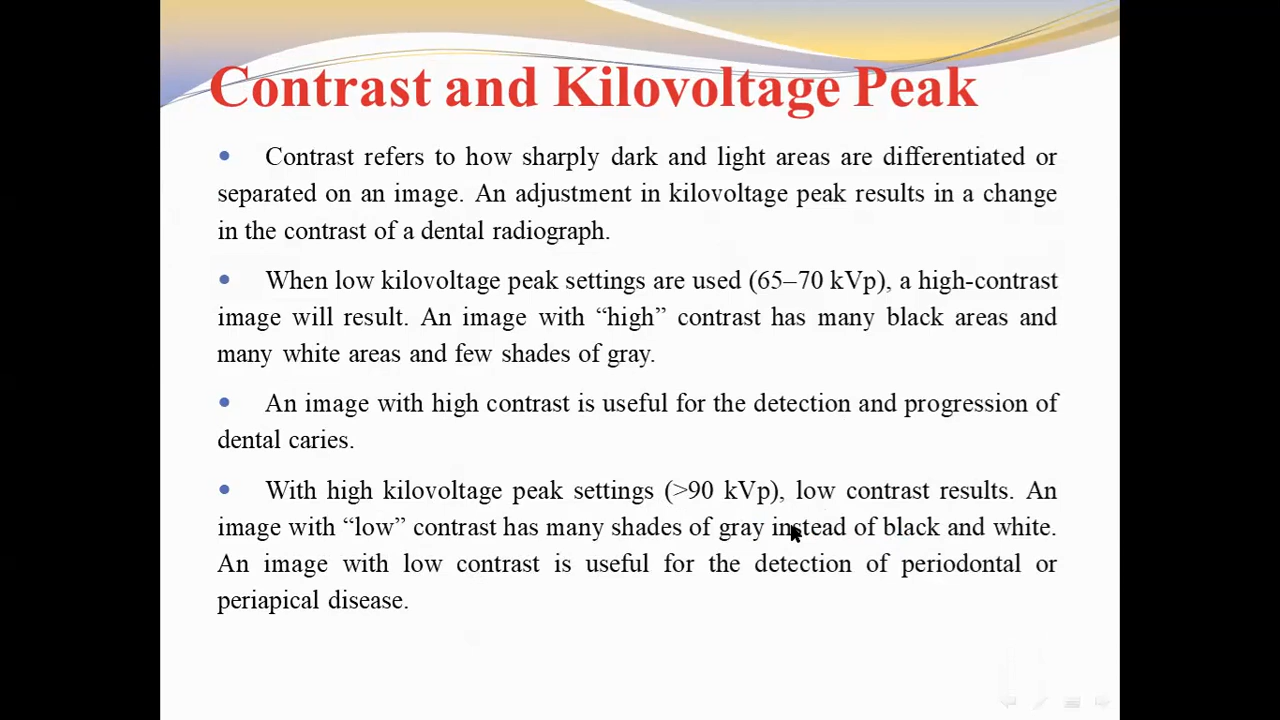 Contrast and Kilovoltage Peak
• Contrast refers to how sharply dark and light areas are differentiated or
separated on an image. An adjustment in kilovoltage peak results in a change
in the contrast of a dental radiograph.
• When low kilovoltage peak settings are used (65–70 kVp), a high-contrast
image will result. An image with “high” contrast has many black areas and
many white areas and few shades of gray.
• An image with high contrast is useful for the detection and progression of
dental caries.
• With high kilovoltage peak settings (>90 kVp), low contrast results. An
image with “low” contrast has many shades of gray instead of black and white.
An image with low contrast is useful for the detection of periodontal or
periapical disease.